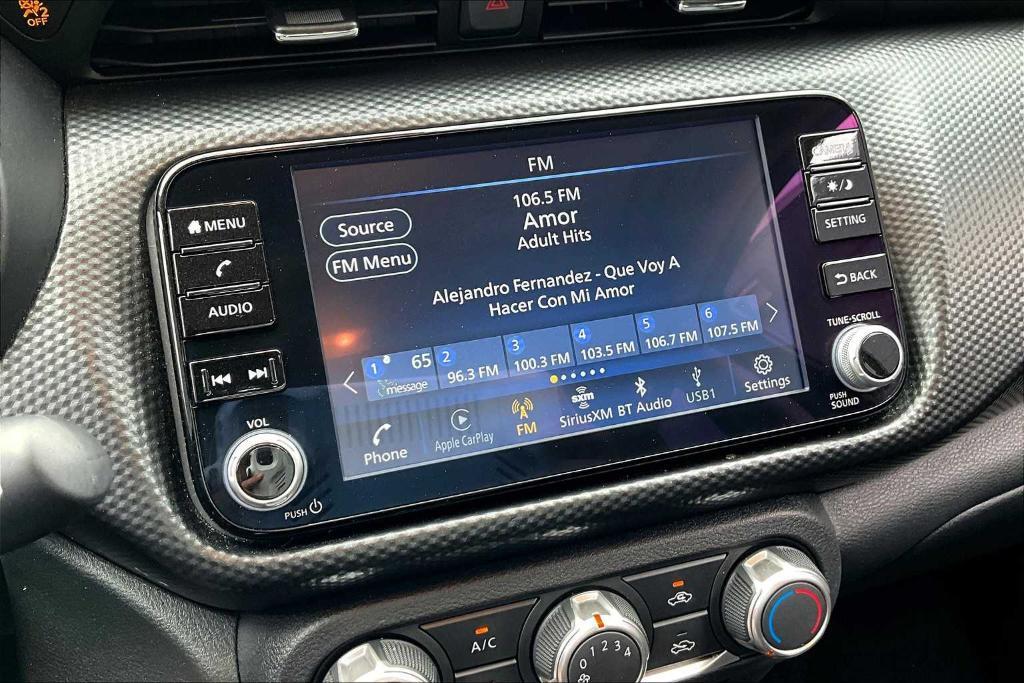 2
OFF
FM
106.5 FM
Amor
Adult Hits
Source
FM Menu
Alejandro Fernandez - Que Voy A
Hacer Con Mi Amor
1 65
message
2 96.3 FM
3 100.3 FM
4 103.5 FM
5 106.7 FM
6 107.5 FM
Phone
Apple CarPlay
FM
sxm
SiriusXM
BT Audio
USB1
Settings
MENU
AUDIO
VOL
PUSH
CAMERA
SETTING
BACK
TUNE·SCROLL
PUSH
SOUND
A/C
0 1 2 3 4